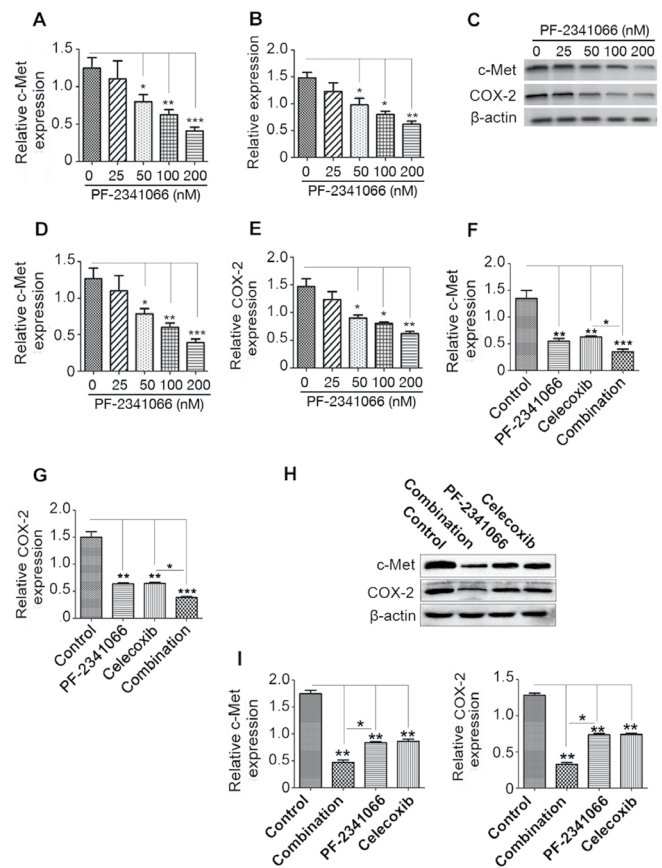 A
Relative c-Met
expression
1.5
1.0
0.5
0
*
**
***
0 25 50 100 200
PF-2341066 (nM)
B
Relative expression
2.0
1.5
1.0
0.5
0
*
*
**
0 25 50 100 200
PF-2341066 (nM)
C
PF-2341066 (nM)
0 25 50 100 200
c-Met
COX-2
β-actin
D
Relative c-Met
expression
1.5
1.0
0.5
0
*
**
***
0 25 50 100 200
PF-2341066 (nM)
E
Relative COX-2
expression
2.0
1.5
1.0
0.5
0
*
*
**
0 25 50 100 200
PF-2341066 (nM)
F
Relative c-Met
expression
2.0
1.5
1.0
0.5
0
**
**
*
***
Control
PF-2341066
Celecoxib
Combination
G
Relative COX-2
expression
2.0
1.5
1.0
0.5
0
**
**
*
***
Control
PF-2341066
Celecoxib
Combination
H
Control
Combination
PF-2341066
Celecoxib
c-Met
COX-2
β-actin
I
Relative c-Met
expression
2.0
1.5
1.0
0.5
0
**
*
**
**
Control
Combination
PF-2341066
Celecoxib
Relative COX-2
expression
1.5
1.0
0.5
0
**
*
**
**
Control
Combination
PF-2341066
Celecoxib